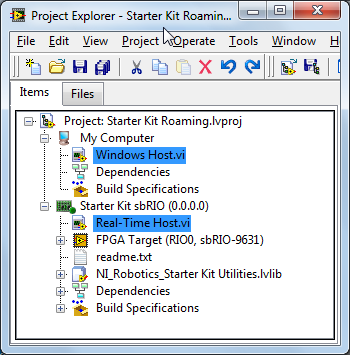 Project Explorer - Starter Kit Roamin...
File Edit View Project Operate Tools Window H
Items Files
Project: Starter Kit Roaming.lvproj
My Computer
Windows Host.vi
Dependencies
Build Specifications
Starter Kit sbRIO (0.0.0.0)
Real-Time Host.vi
FPGA Target (RIO0, sbRIO-9631)
readme.txt
NI_Robotics_Starter Kit Utilities.lvlib
Dependencies
Build Specifications